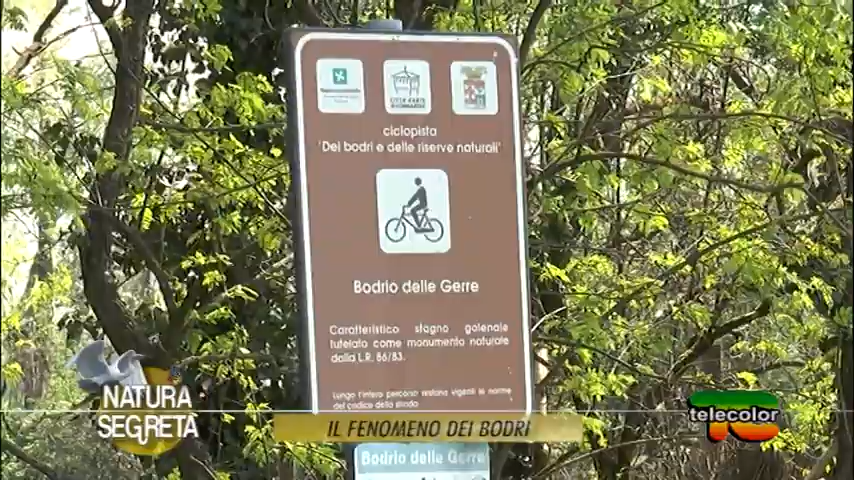 CITTÀ D'ARTE
ciclopista
"Dei bodri e delle riserve naturali"
Bodrio delle Gerre
Caratteristico stagno golenale
tutelato come monumento naturale
dalla L.R. 86/83.
Lungo l'intero percorso restano vigenti le norme
del codice della strada
NATURA
SEGRETA
IL FENOMENO DEI BODRI
telecolor
Bodrio delle Gerre